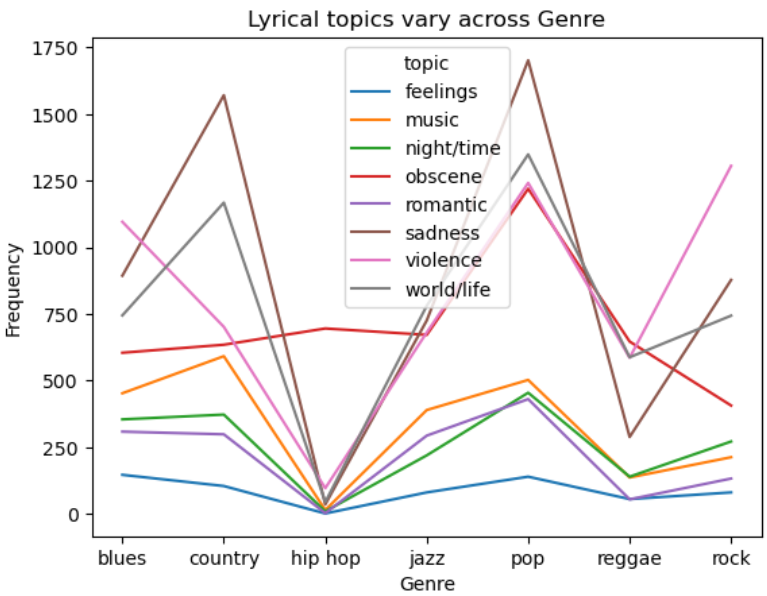 Lyrical topics vary across Genre
1750
1500
1250
1000
750
500
250
0
Frequency
topic
feelings
music
night/time
obscene
romantic
sadness
violence
world/life
blues country hip hop jazz pop reggae rock
Genre